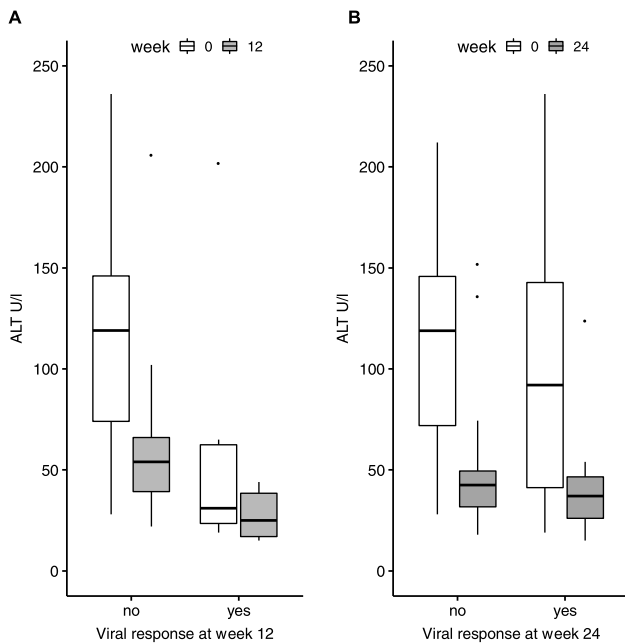 A
week 0 12
250
200
150
100
50
0
ALT U/l
no yes
Viral response at week 12
B
week 0 24
250
200
150
100
50
0
ALT U/l
no yes
Viral response at week 24